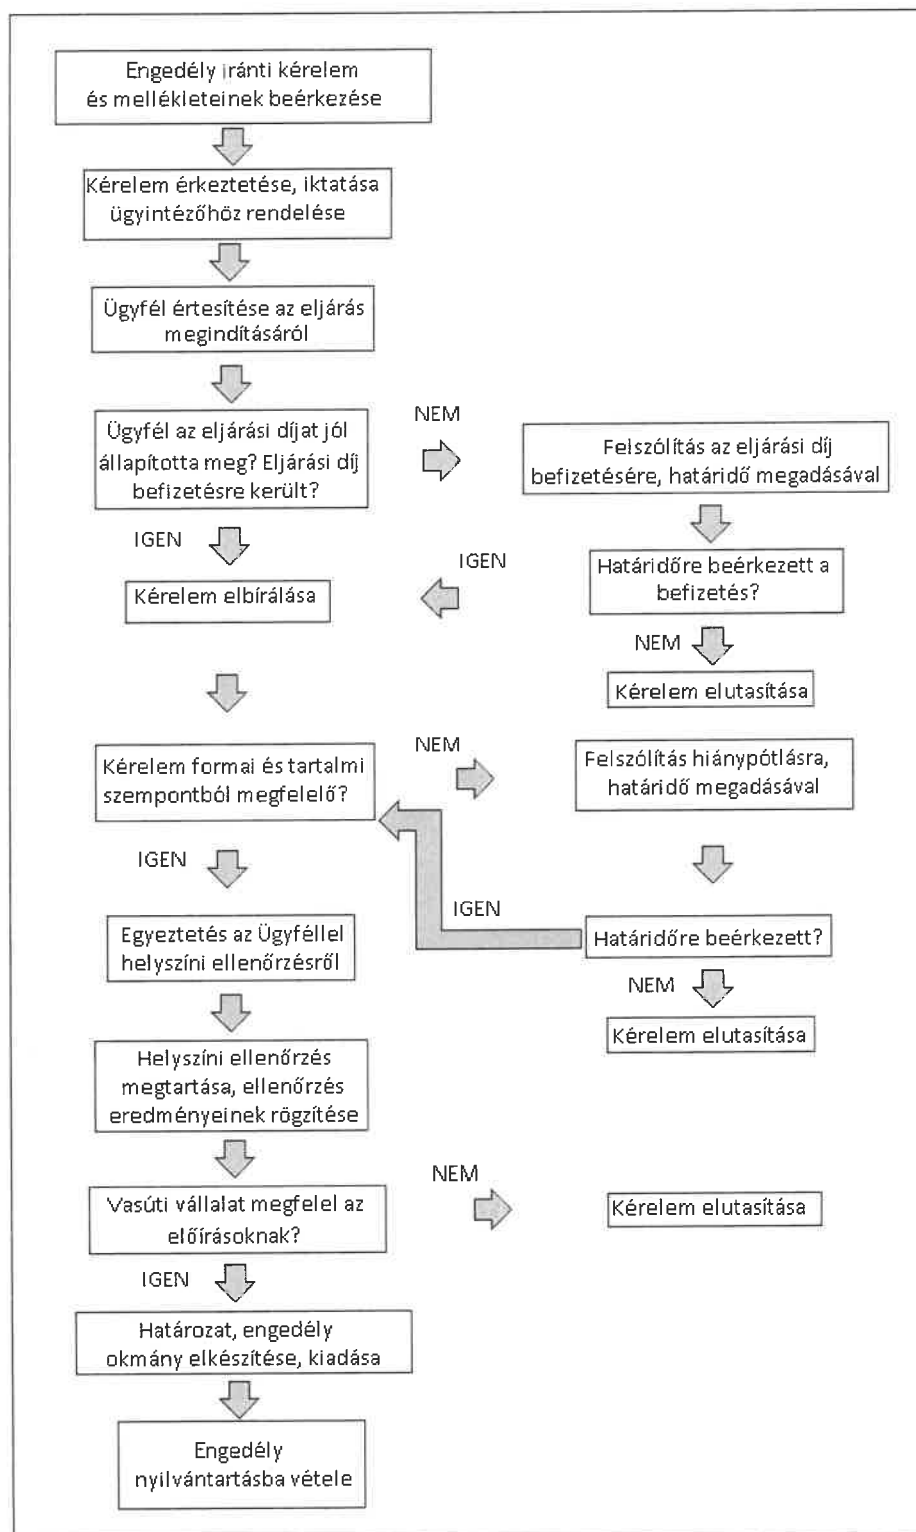 Engedély iránti kérelem
és mellékleteinek beérkezése
Kérelem érkeztetése, iktatása
ügyintézőhöz rendelése
Ügyfél értesítése az eljárás
megindításáról
Ügyfél az eljárási díjat jól
állapította meg? Eljárási díj
befizetésre került?
NEM
Felszólítás az eljárási díj
befizetésére, határidő megadásával
IGEN
Kérelem elbírálása
IGEN
Határidőre beérkezett a
befizetés?
NEM
Kérelem elutasítása
Kérelem formai és tartalmi
szempontból megfelelő?
NEM
Felszólítás hiánypótlásra,
határidő megadásával
IGEN
IGEN
Határidőre beérkezett?
NEM
Kérelem elutasítása
Egyeztetés az Ügyféllel
helyszíni ellenőrzésről
Helyszíni ellenőrzés
megtartása, ellenőrzés
eredményeinek rögzítése
Vasúti vállalat megfelel az
előírásoknak?
NEM
Kérelem elutasítása
IGEN
Határozat, engedély
okmány elkészítése, kiadása
Engedély
nyilvántartásba vétele